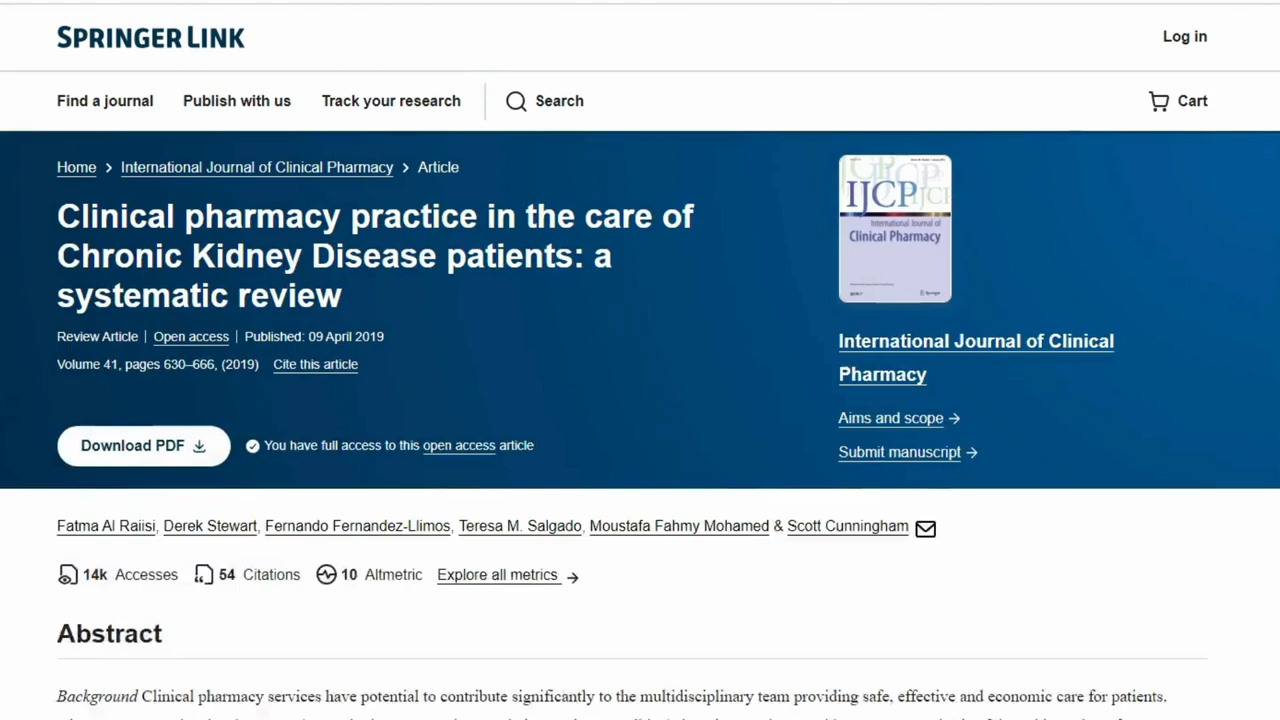 SPRINGER LINK
Log in
Find a journal
Publish with us
Track your research
Search
Cart
Home > International Journal of Clinical Pharmacy > Article
Clinical pharmacy practice in the care of
Chronic Kidney Disease patients: a
systematic review
Review Article | Open access | Published: 09 April 2019
Volume 41, pages 630–666, (2019) Cite this article
Download PDF
You have full access to this open access article
IJCP
International Journal of
Clinical Pharmacy
Springer
International Journal of Clinical
Pharmacy
Aims and scope →
Submit manuscript →
Fatma Al Raiisi, Derek Stewart, Fernando Fernandez-Llimos, Teresa M. Salgado, Moustafa Fahmy Mohamed & Scott Cunningham
14k Accesses 54 Citations 10 Altmetric Explore all metrics →
Abstract
Background Clinical pharmacy services have potential to contribute significantly to the multidisciplinary team providing safe, effective and economic care for patients.